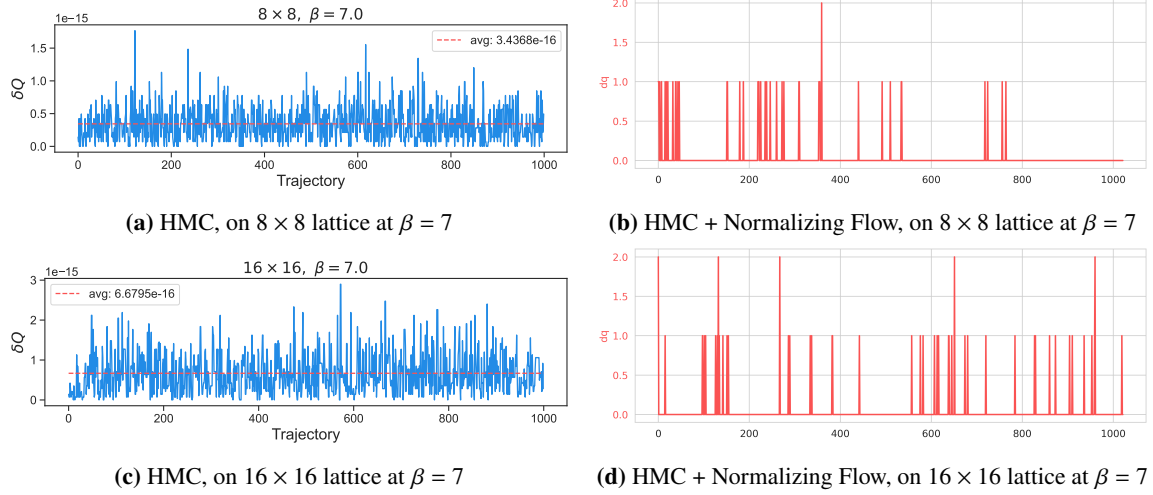 1e−15
8 × 8, β = 7.0
avg: 3.4368e-16
δQ
1.5
1.0
0.5
0.0
0 200 400 600 800 1000
Trajectory
(a) HMC, on 8 × 8 lattice at β = 7
2.0
1.5
dq
1.0
0.5
0.0
0 200 400 600 800 1000
(b) HMC + Normalizing Flow, on 8 × 8 lattice at β = 7
1e−15
16 × 16, β = 7.0
avg: 6.6795e-16
δQ
3
2
1
0
0 200 400 600 800 1000
Trajectory
(c) HMC, on 16 × 16 lattice at β = 7
2.0
1.5
dq
1.0
0.5
0.0
0 200 400 600 800 1000
(d) HMC + Normalizing Flow, on 16 × 16 lattice at β = 7